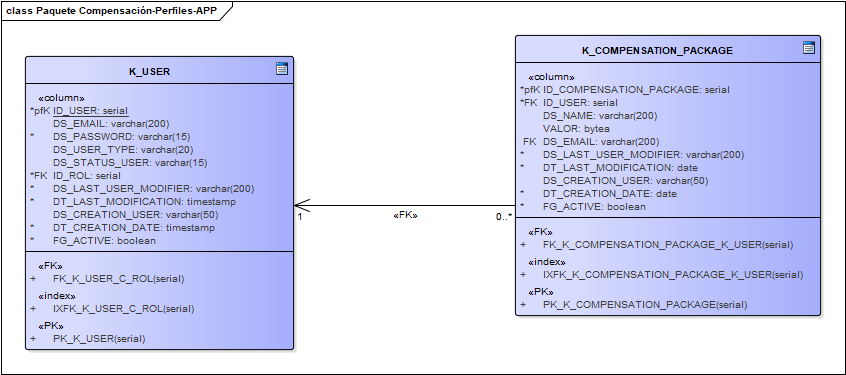 class Paquete Compensación-Perfiles-APP
K_USER
«column»
*pfK ID_USER: serial
DS_EMAIL: varchar(200)
* DS_PASSWORD: varchar(15)
DS_USER_TYPE: varchar(20)
DS_STATUS_USER: varchar(15)
*FK ID_ROL: serial
* DS_LAST_USER_MODIFIER: varchar(200)
* DT_LAST_MODIFICATION: timestamp
DS_CREATION_USER: varchar(50)
* DT_CREATION_DATE: timestamp
* FG_ACTIVE: boolean
«FK»
+ FK_K_USER_C_ROL(serial)
«index»
+ IXFK_K_USER_C_ROL(serial)
«PK»
+ PK_K_USER(serial)
1
«FK»
0..*
K_COMPENSATION_PACKAGE
«column»
*pfK ID_COMPENSATION_PACKAGE: serial
*FK ID_USER: serial
DS_NAME: varchar(200)
VALOR: bytea
FK DS_EMAIL: varchar(200)
* DS_LAST_USER_MODIFIER: varchar(200)
* DT_LAST_MODIFICATION: date
DS_CREATION_USER: varchar(50)
* DT_CREATION_DATE: date
* FG_ACTIVE: boolean
«FK»
+ FK_K_COMPENSATION_PACKAGE_K_USER(serial)
«index»
+ IXFK_K_COMPENSATION_PACKAGE_K_USER(serial)
«PK»
+ PK_K_COMPENSATION_PACKAGE(serial)